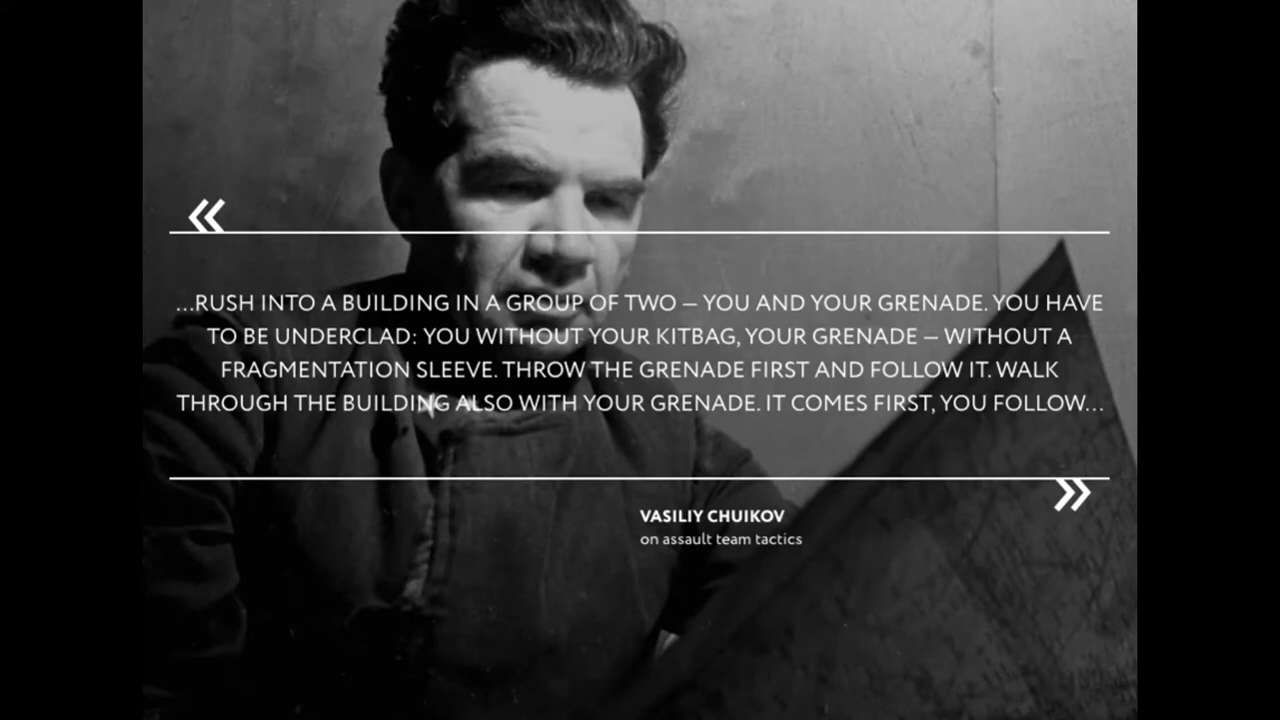 «
…RUSH INTO A BUILDING IN A GROUP OF TWO – YOU AND YOUR GRENADE. YOU HAVE
TO BE UNDERCLAD: YOU WITHOUT YOUR KITBAG, YOUR GRENADE – WITHOUT A
FRAGMENTATION SLEEVE. THROW THE GRENADE FIRST AND FOLLOW IT. WALK
THROUGH THE BUILDING ALSO WITH YOUR GRENADE. IT COMES FIRST, YOU FOLLOW…
»
VASILIY CHUIKOV
on assault team tactics